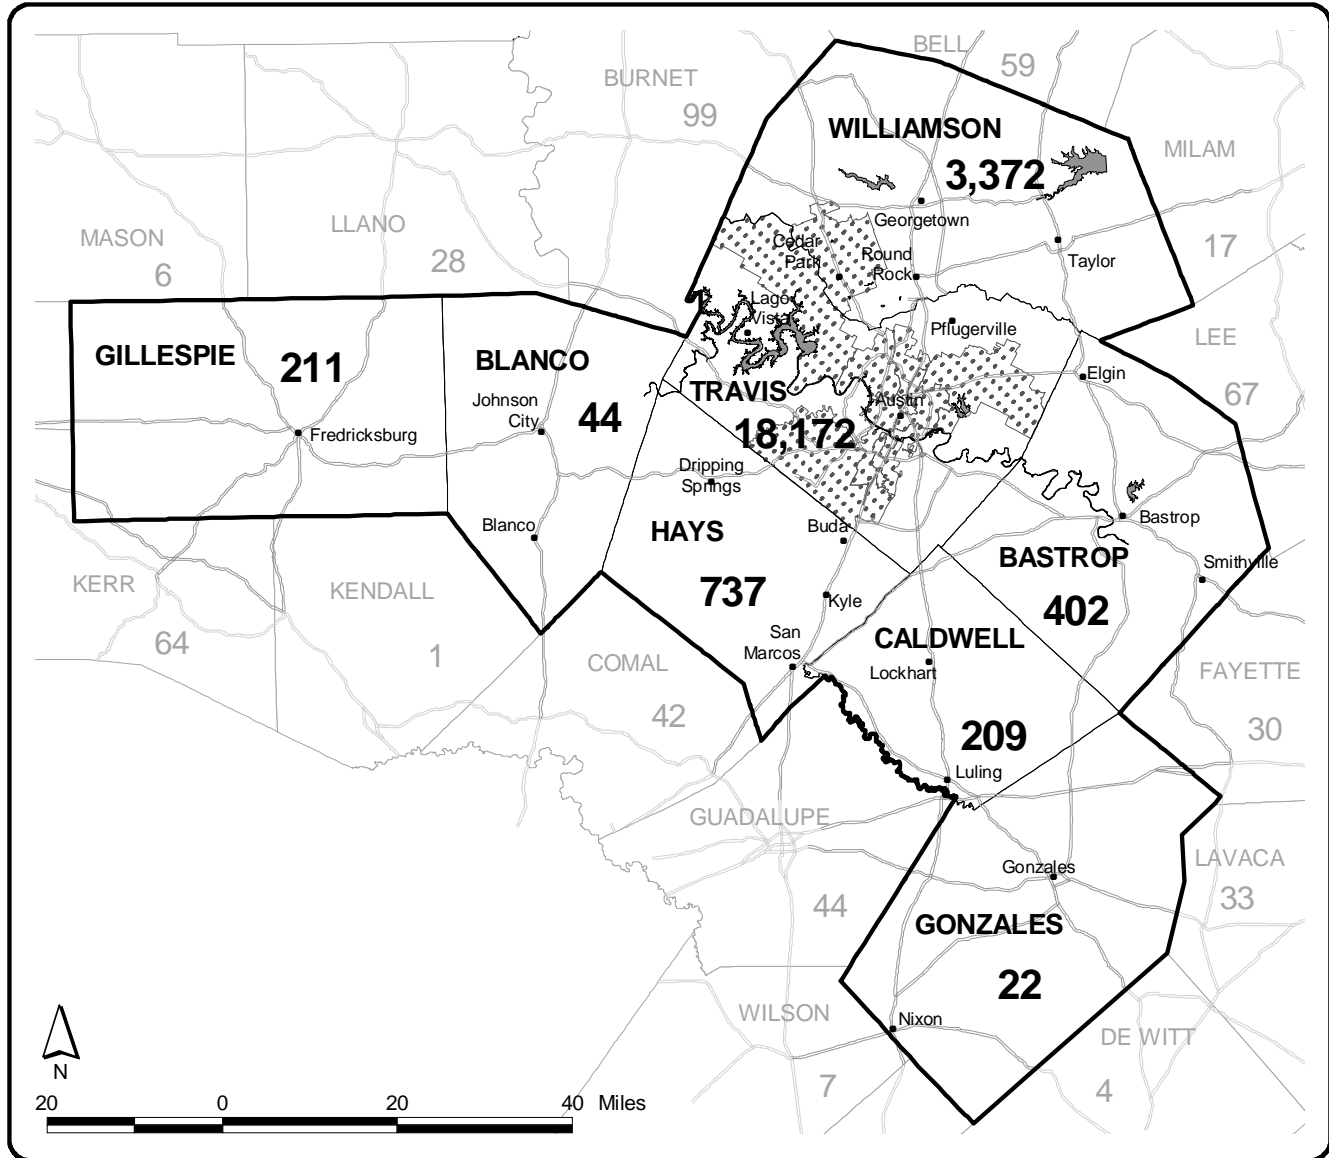 BELL
59
BURNET
99
WILLIAMSON
3,372
MILAM
17
Georgetown
MASON
6
LLANO
28
Cedar
Park
Round
Rock
Taylor
Lago
Vista
Pflugerville
LEE
67
GILLESPIE
211
BLANCO
44
Johnson
City
TRAVIS
18,172
Austin
Elgin
Fredricksburg
Dripping
Springs
Blanco
HAYS
737
Buda
Bastrop
BASTROP
402
Smithville
KERR
64
KENDALL
1
Kyle
San
Marcos
CALDWELL
Lockhart
209
Luling
COMAL
42
FAYETTE
30
GUADALUPE
44
Gonzales
GONZALES
22
LAVACA
33
WILSON
7
Nixon
DE WITT
4
N
20 0 20 40 Miles